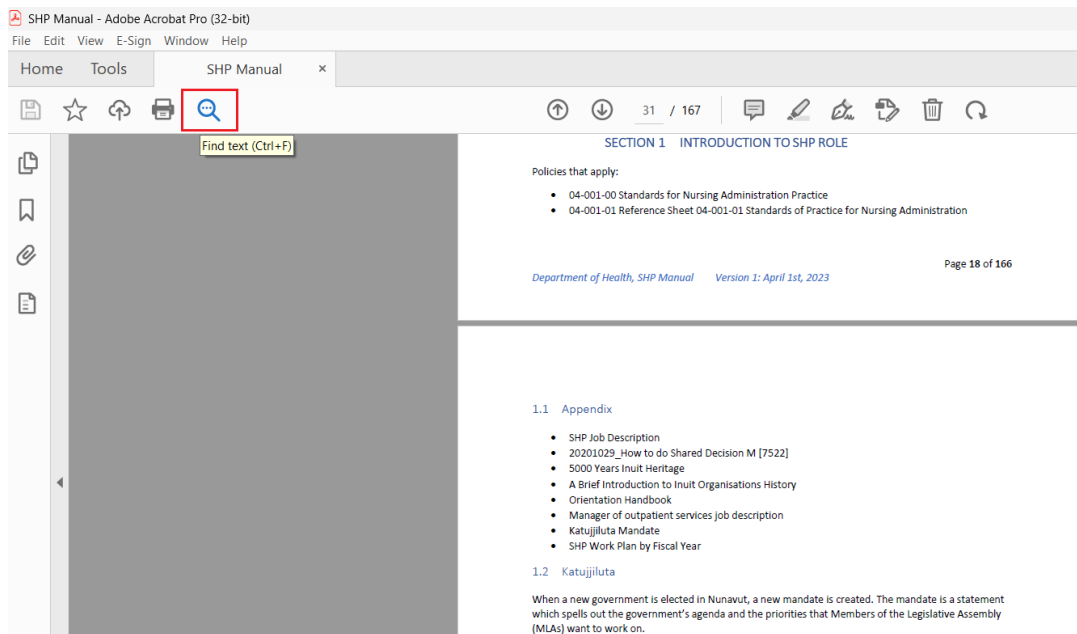 SHP Manual - Adobe Acrobat Pro (32-bit)
File Edit View E-Sign Window Help
Home Tools SHP Manual ×
31 / 167
Find text (Ctrl+F)
SECTION 1 INTRODUCTION TO SHP ROLE
Policies that apply:
• 04-001-00 Standards for Nursing Administration Practice
• 04-001-01 Reference Sheet 04-001-01 Standards of Practice for Nursing Administration
Page 18 of 166
Department of Health, SHP Manual Version 1: April 1st, 2023
1.1 Appendix
• SHP Job Description
• 20201029_How to do Shared Decision M [7522]
• 5000 Years Inuit Heritage
• A Brief Introduction to Inuit Organisations History
• Orientation Handbook
• Manager of outpatient services job description
• Katujjiluta Mandate
• SHP Work Plan by Fiscal Year
1.2 Katujjiluta
When a new government is elected in Nunavut, a new mandate is created. The mandate is a statement
which spells out the government's agenda and the priorities that Members of the Legislative Assembly
(MLAs) want to work on.